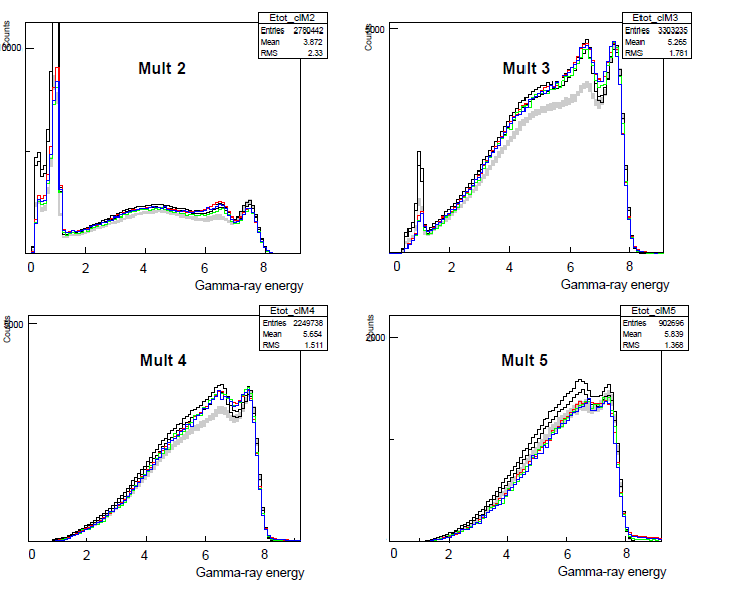 Etot_clM2
Entries 2780442
Mean 3.872
RMS 2.33
Counts
Mult 2
0 2 4 6 8
Gamma-ray energy
Etot_clM3
Entries 3303235
Mean 5.265
RMS 1.781
Counts
Mult 3
0 2 4 6 8
Gamma-ray energy
Etot_clM4
Entries 2249738
Mean 5.654
RMS 1.511
Counts
Mult 4
0 2 4 6 8
Gamma-ray energy
Etot_clM5
Entries 902696
Mean 5.839
RMS 1.368
Counts
2000
Mult 5
0 2 4 6 8
Gamma-ray energy